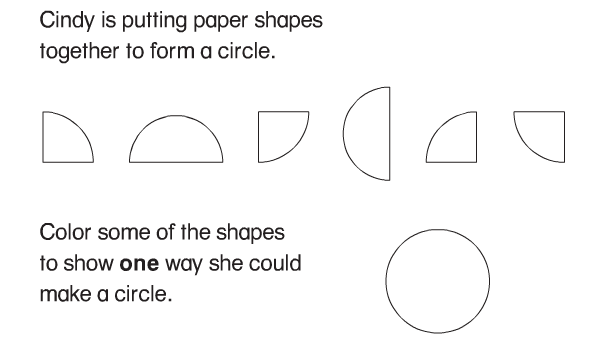 Cindy is putting paper shapes
together to form a circle.
Color some of the shapes
to show one way she could
make a circle.